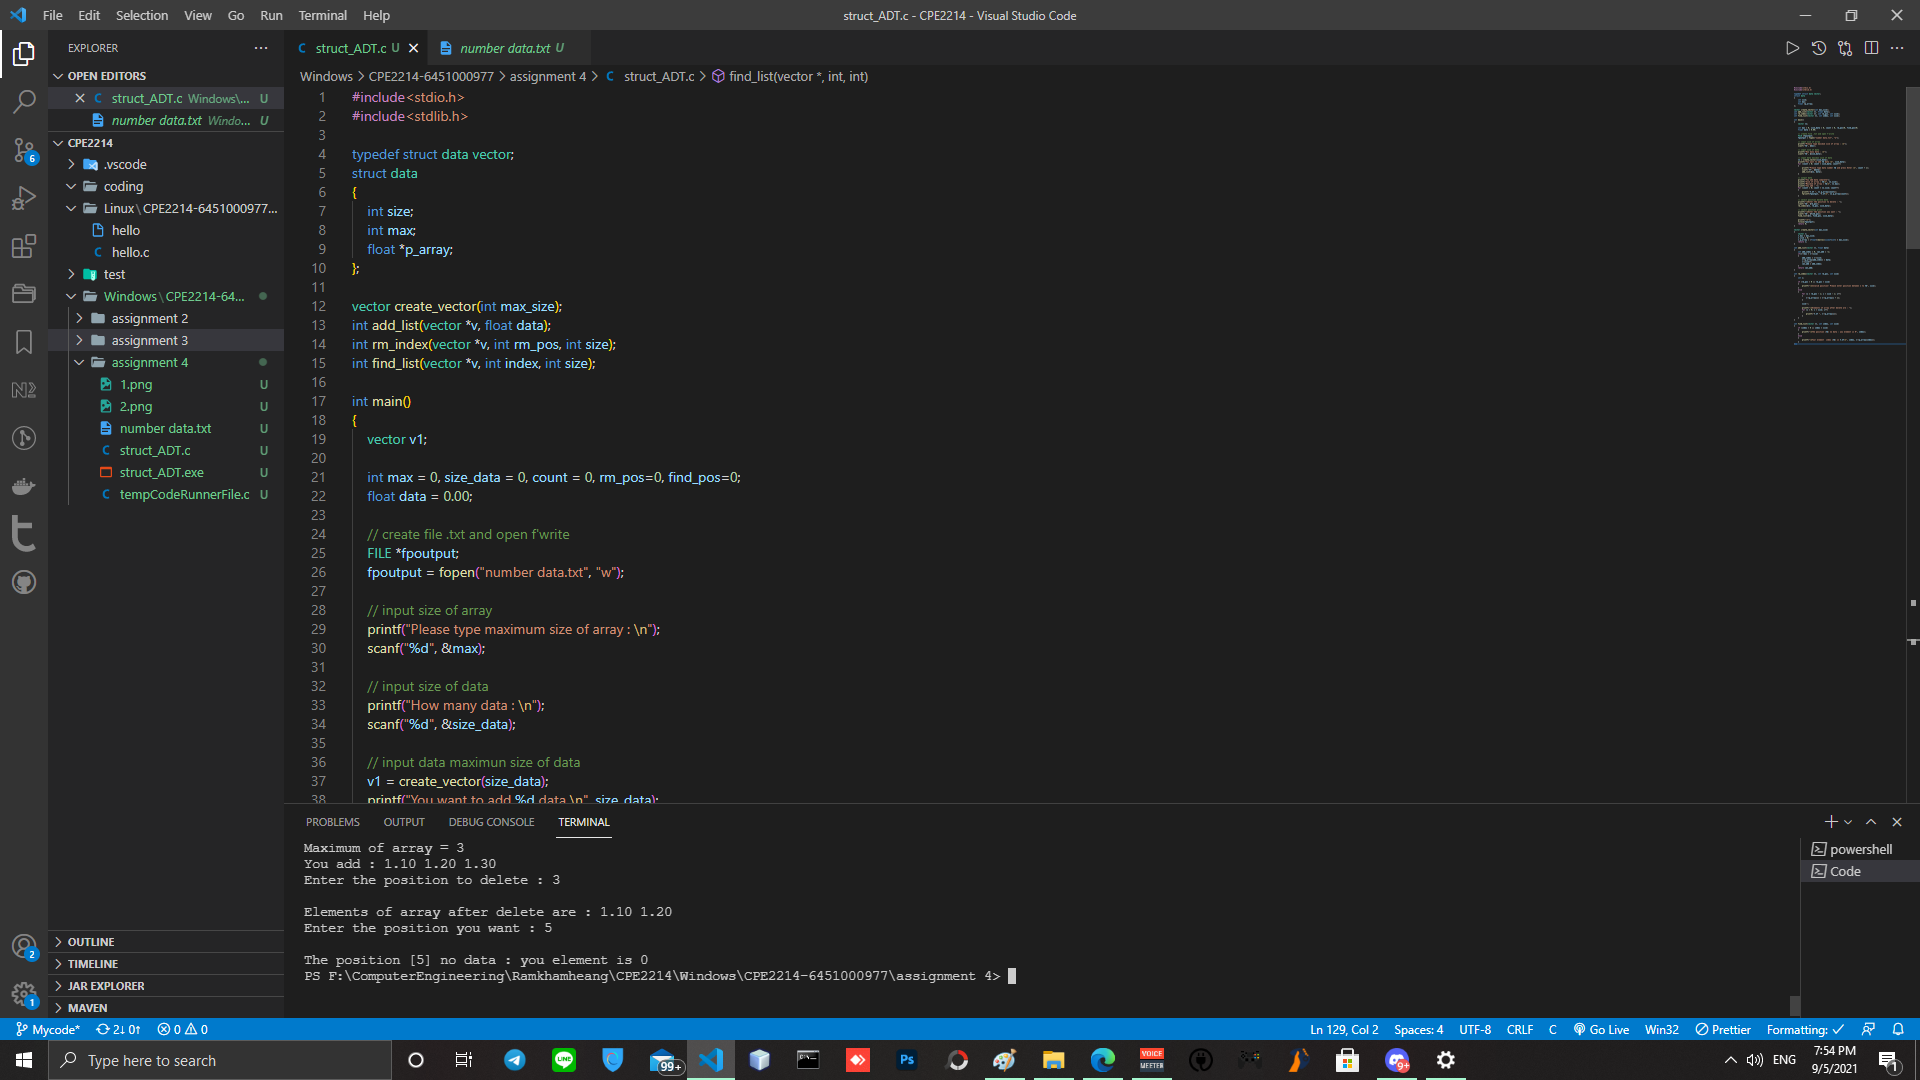 File Edit Selection View Go Run Terminal Help
struct_ADT.c - CPE2214 - Visual Studio Code
EXPLORER
OPEN EDITORS
struct_ADT.c Windows\... U
number data.txt Windo... U
CPE2214
.vscode
coding
Linux\CPE2214-6451000977...
hello
hello.c
test
Windows\CPE2214-64...
assignment 2
assignment 3
assignment 4
1.png U
2.png U
number data.txt U
struct_ADT.c U
struct_ADT.exe U
tempCodeRunnerFile.c U
OUTLINE
TIMELINE
JAR EXPLORER
MAVEN
6
2
1
struct_ADT.c U
number data.txt U
Windows > CPE2214-6451000977 > assignment 4 > C struct_ADT.c > find_list(vector *, int, int)
1 #include<stdio.h>
2 #include<stdlib.h>
3
4 typedef struct data vector;
5 struct data
6 {
7 int size;
8 int max;
9 float *p_array;
10 };
11
12 vector create_vector(int max_size);
13 int add_list(vector *v, float data);
14 int rm_index(vector *v, int rm_pos, int size);
15 int find_list(vector *v, int index, int size);
16
17 int main()
18 {
19 vector v1;
20
21 int max = 0, size_data = 0, count = 0, rm_pos=0, find_pos=0;
22 float data = 0.00;
23
24 // create file .txt and open f'write
25 FILE *fpoutput;
26 fpoutput = fopen("number data.txt", "w");
27
28 // input size of array
29 printf("Please type maximum size of array : \n");
30 scanf("%d", &max);
31
32 // input size of data
33 printf("How many data : \n");
34 scanf("%d", &size_data);
35
36 // input data maximun size of data
37 v1 = create_vector(size_data);
38 printf("You want to add %d data \n", size_data);
PROBLEMS OUTPUT DEBUG CONSOLE TERMINAL
Maximum of array = 3
You add : 1.10 1.20 1.30
Enter the position to delete : 3
Elements of array after delete are : 1.10 1.20
Enter the position you want : 5
The position [5] no data : you element is 0
PS F:\ComputerEngineering\Ramkhamheang\CPE2214\Windows\CPE2214-6451000977\assignment 4>
powershell
Code
Mycode* 2↓ 0↑ 0 0
Ln 129, Col 2 Spaces: 4 UTF-8 CRLF C Go Live Win32 Prettier Formatting: ✓
Type here to search
LINE
99+
Ps
VOICE
MEETER
9+
ENG
7:54 PM
9/5/2021
1